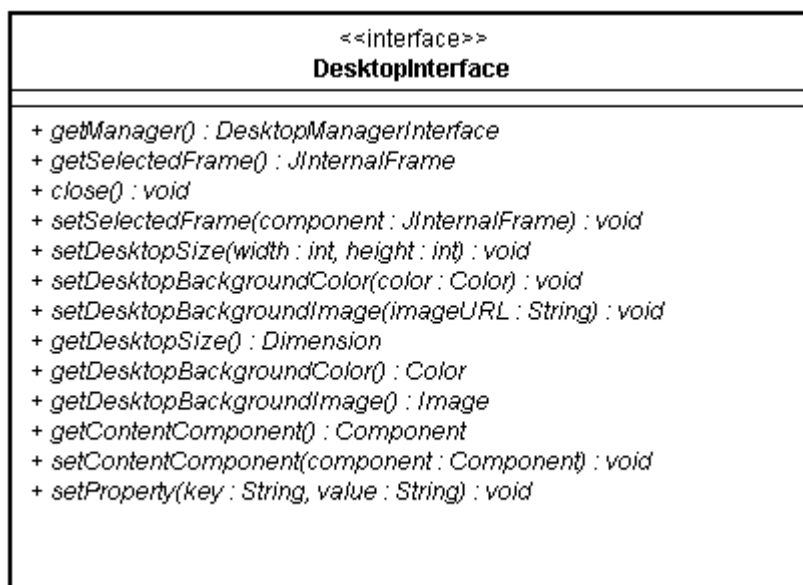 <<interface>>
DesktopInterface
+ getManager() : DesktopManagerInterface
+ getSelectedFrame() : JInternalFrame
+ close() : void
+ setSelectedFrame(component : JInternalFrame) : void
+ setDesktopSize(width : int, height : int) : void
+ setDesktopBackgroundColor(color : Color) : void
+ setDesktopBackgroundImage(imageURL : String) : void
+ getDesktopSize() : Dimension
+ getDesktopBackgroundColor() : Color
+ getDesktopBackgroundImage() : Image
+ getContentComponent() : Component
+ setContentComponent(component : Component) : void
+ setProperty(key : String, value : String) : void